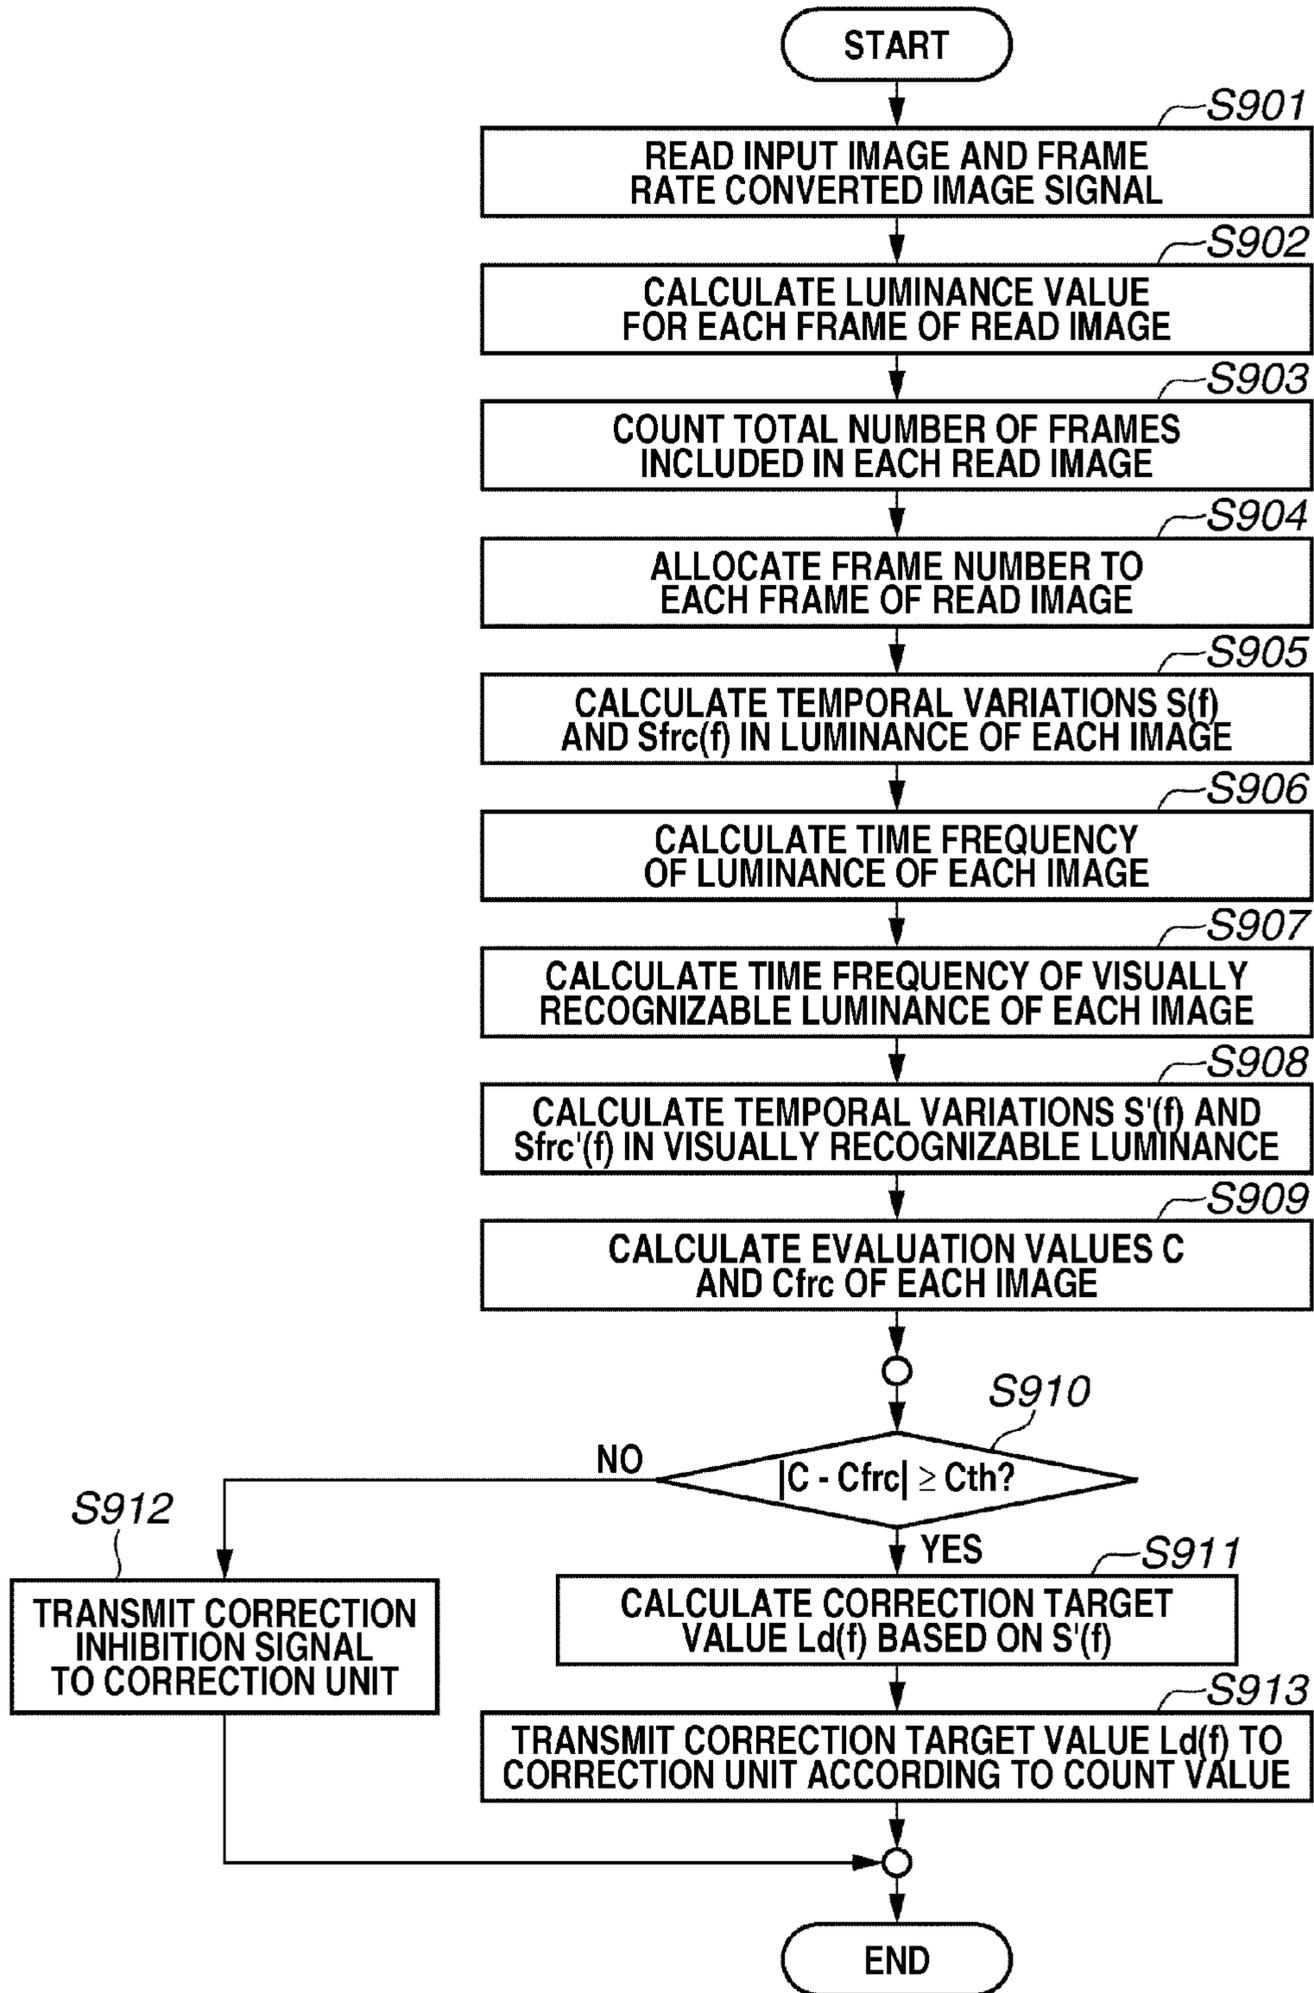 START
S901
READ INPUT IMAGE AND FRAME
RATE CONVERTED IMAGE SIGNAL
S902
CALCULATE LUMINANCE VALUE
FOR EACH FRAME OF READ IMAGE
S903
COUNT TOTAL NUMBER OF FRAMES
INCLUDED IN EACH READ IMAGE
S904
ALLOCATE FRAME NUMBER TO
EACH FRAME OF READ IMAGE
S905
CALCULATE TEMPORAL VARIATIONS S(f)
AND Sfrc(f) IN LUMINANCE OF EACH IMAGE
S906
CALCULATE TIME FREQUENCY
OF LUMINANCE OF EACH IMAGE
S907
CALCULATE TIME FREQUENCY OF VISUALLY
RECOGNIZABLE LUMINANCE OF EACH IMAGE
S908
CALCULATE TEMPORAL VARIATIONS S'(f) AND
Sfrc'(f) IN VISUALLY RECOGNIZABLE LUMINANCE
S909
CALCULATE EVALUATION VALUES C
AND Cfrc OF EACH IMAGE
S910
|C - Cfrc| ≥ Cth?
NO
YES
S912
TRANSMIT CORRECTION
INHIBITION SIGNAL
TO CORRECTION UNIT
S911
CALCULATE CORRECTION TARGET
VALUE Ld(f) BASED ON S'(f)
S913
TRANSMIT CORRECTION TARGET VALUE Ld(f) TO
CORRECTION UNIT ACCORDING TO COUNT VALUE
END